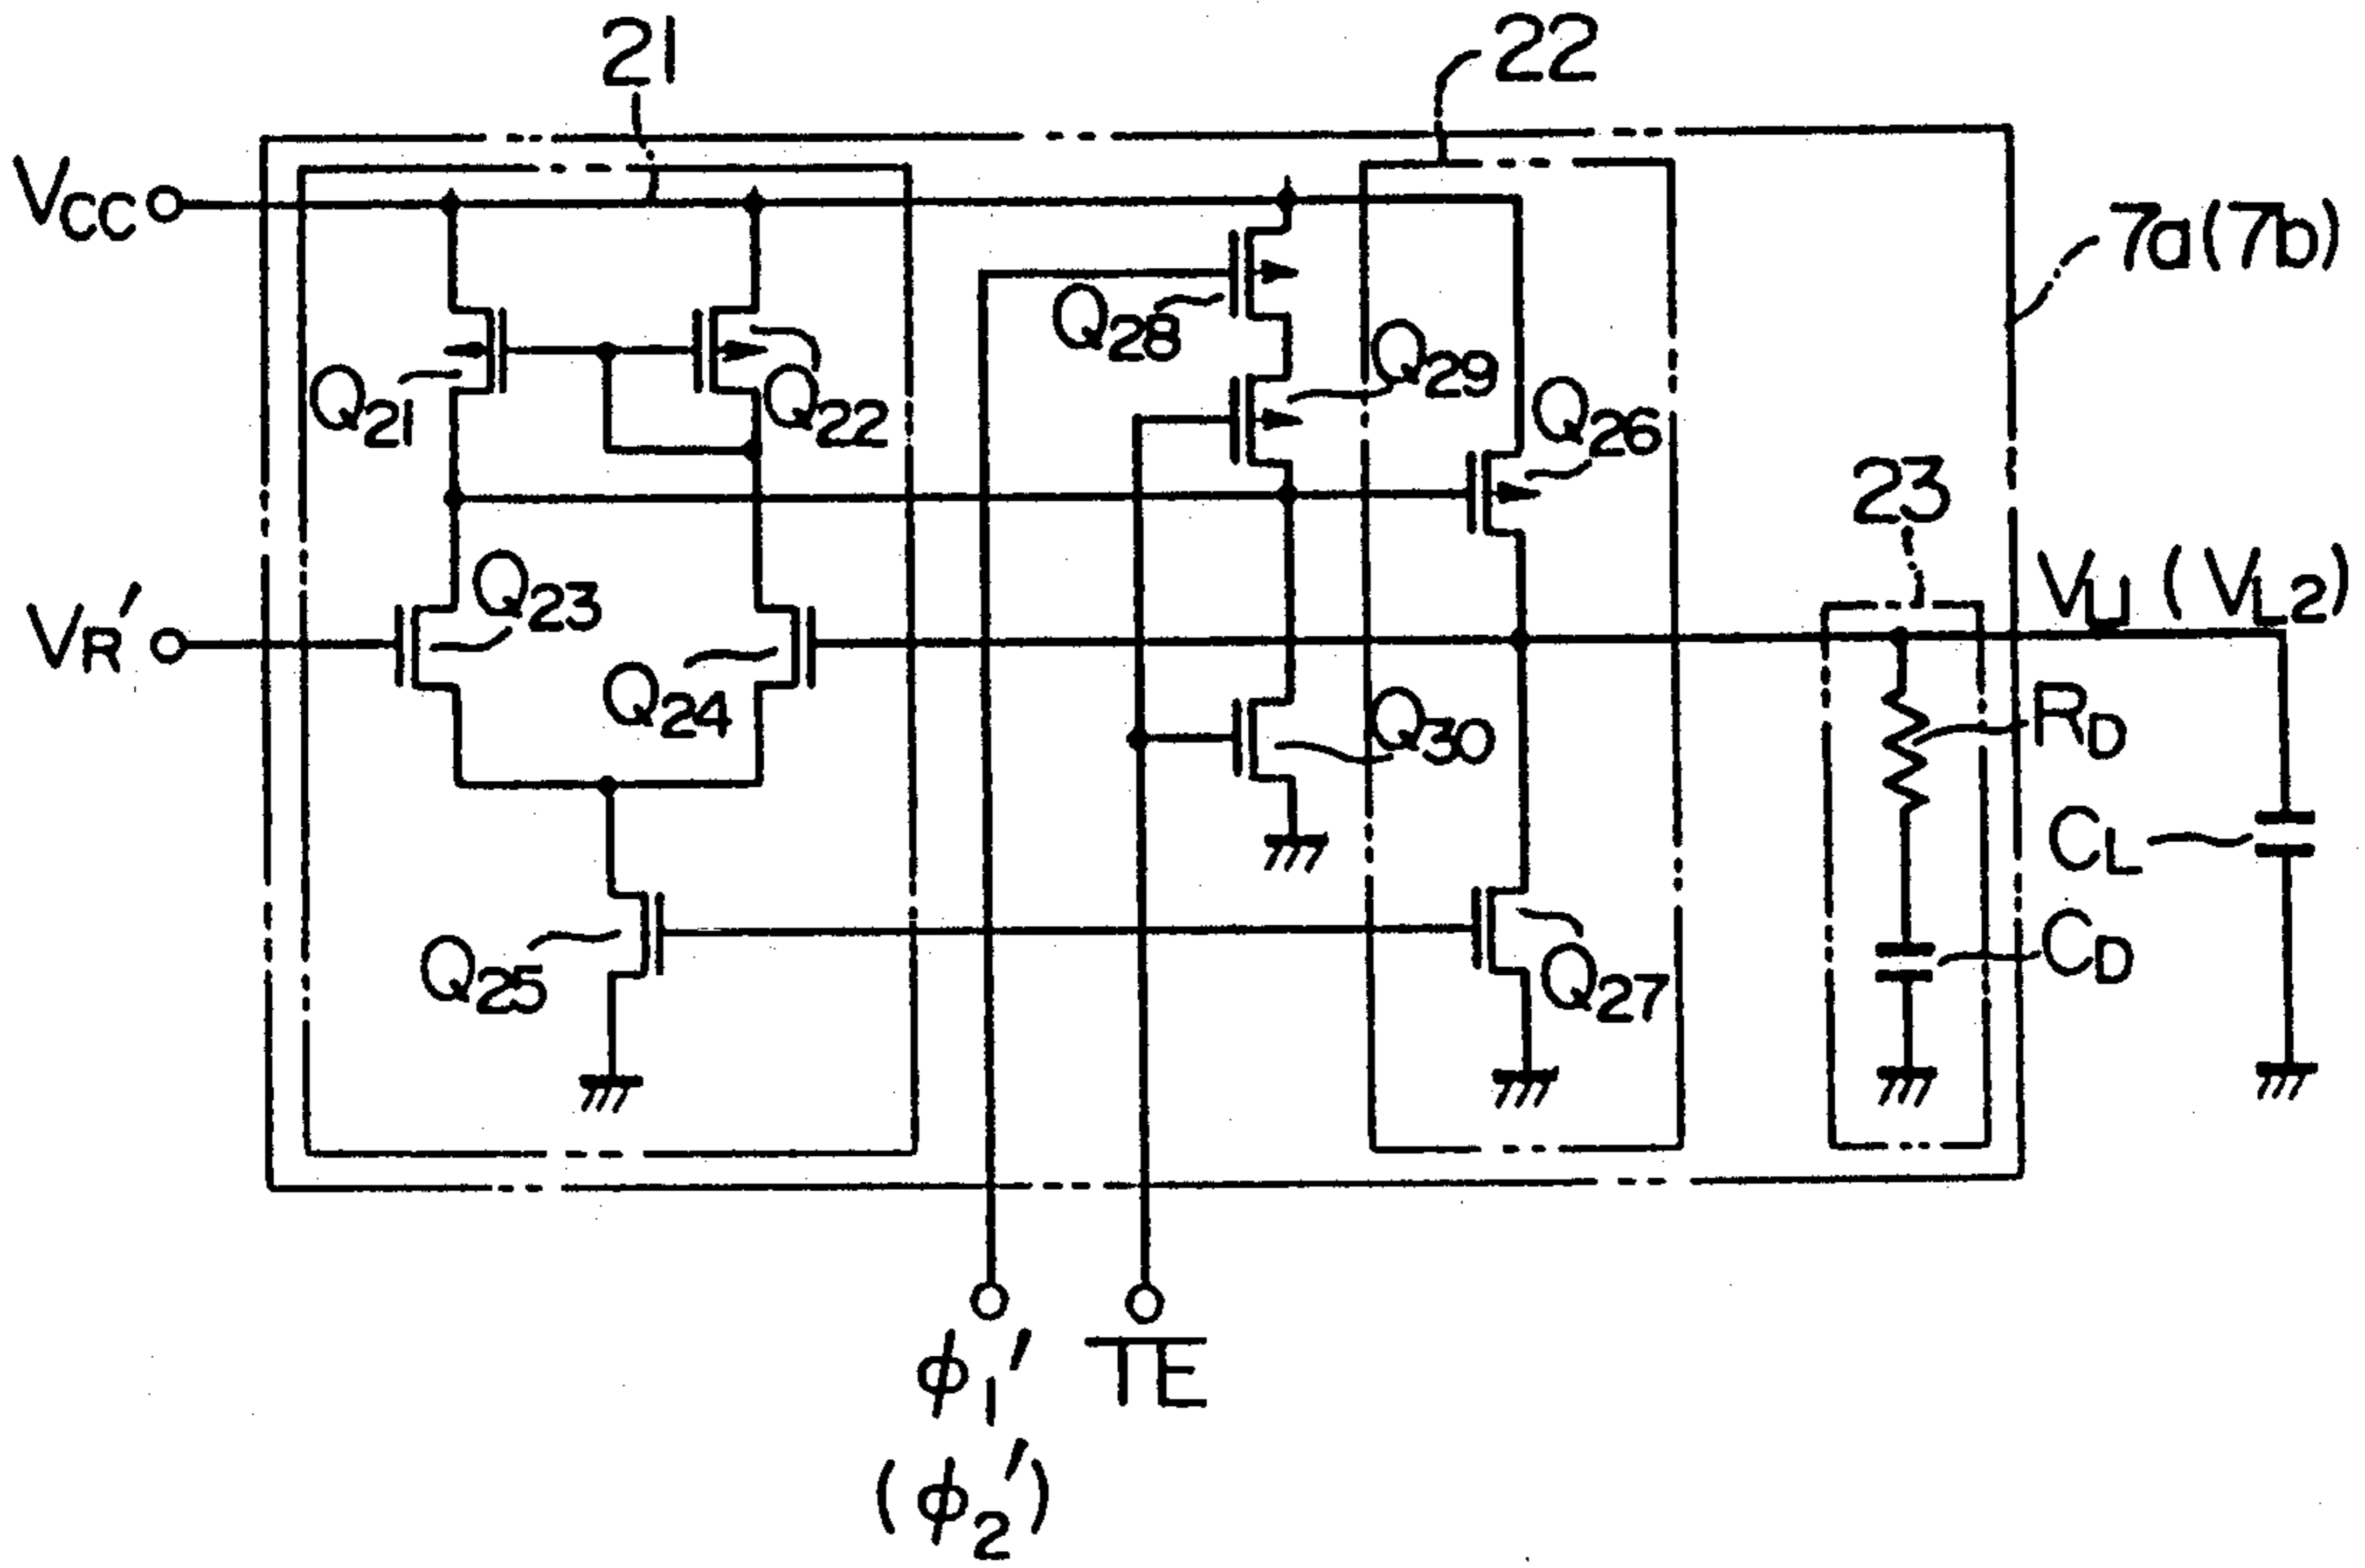 21
22
VCC
7a(7b)
Q28
Q29
Q21
Q22
Q26
23
VR'
Q23
VL1 (VL2)
Q24
Q30
RD
CL
Q25
Q27
CD
ϕ1'
TE
(ϕ2')